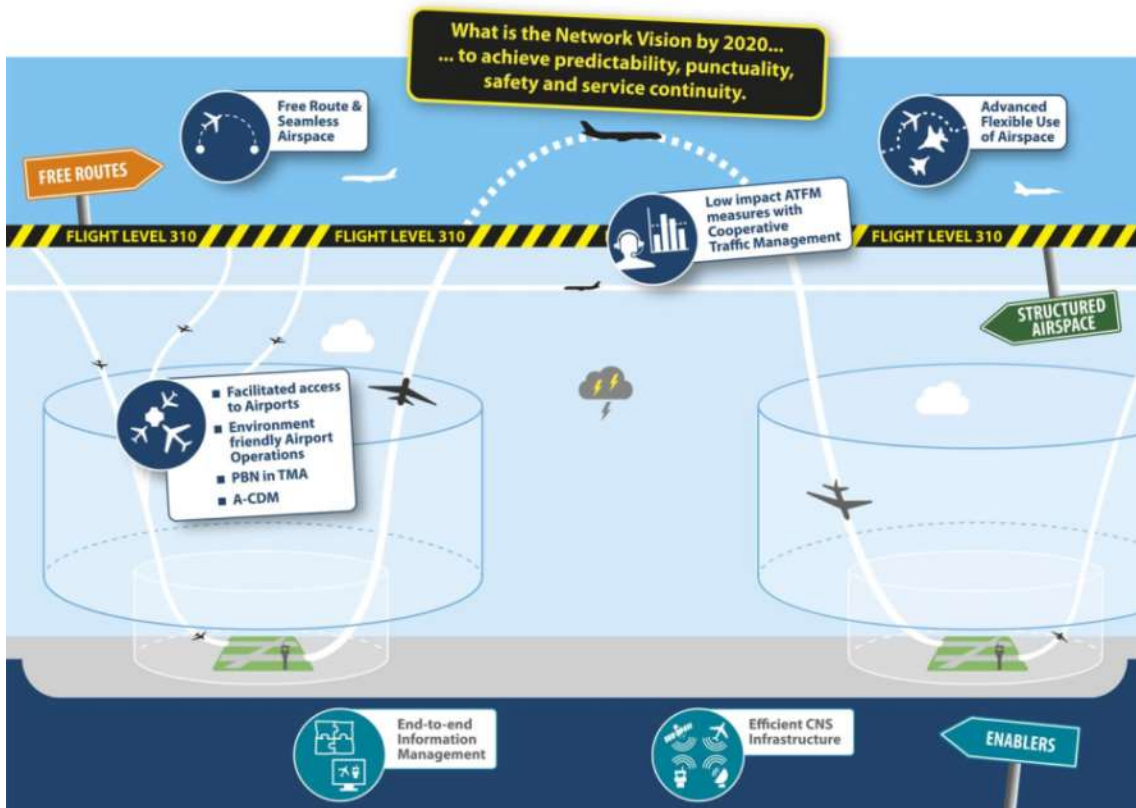 What is the Network Vision by 2020...
... to achieve predictability, punctuality,
safety and service continuity.
Free Route &
Seamless
Airspace
Advanced
Flexible Use
of Airspace
FREE ROUTES
Low impact ATFM
measures with
Cooperative
Traffic Management
FLIGHT LEVEL 310
FLIGHT LEVEL 310
FLIGHT LEVEL 310
STRUCTURED
AIRSPACE
■ Facilitated access
to Airports
■ Environment
friendly Airport
Operations
■ PBN in TMA
■ A-CDM
End-to-end
Information
Management
Efficient CNS
Infrastructure
ENABLERS